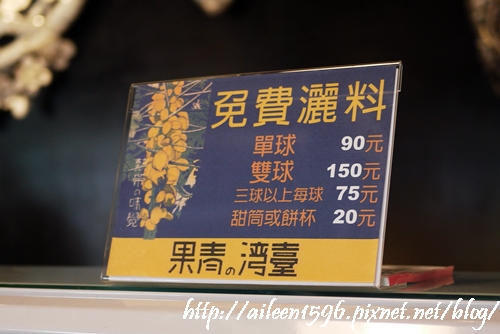 免費灑料
單球 90元
雙球 150元
三球以上每球 75元
甜筒或餅杯 20元
果青の湾臺
http://aileen1596.pixnet.net/blog/